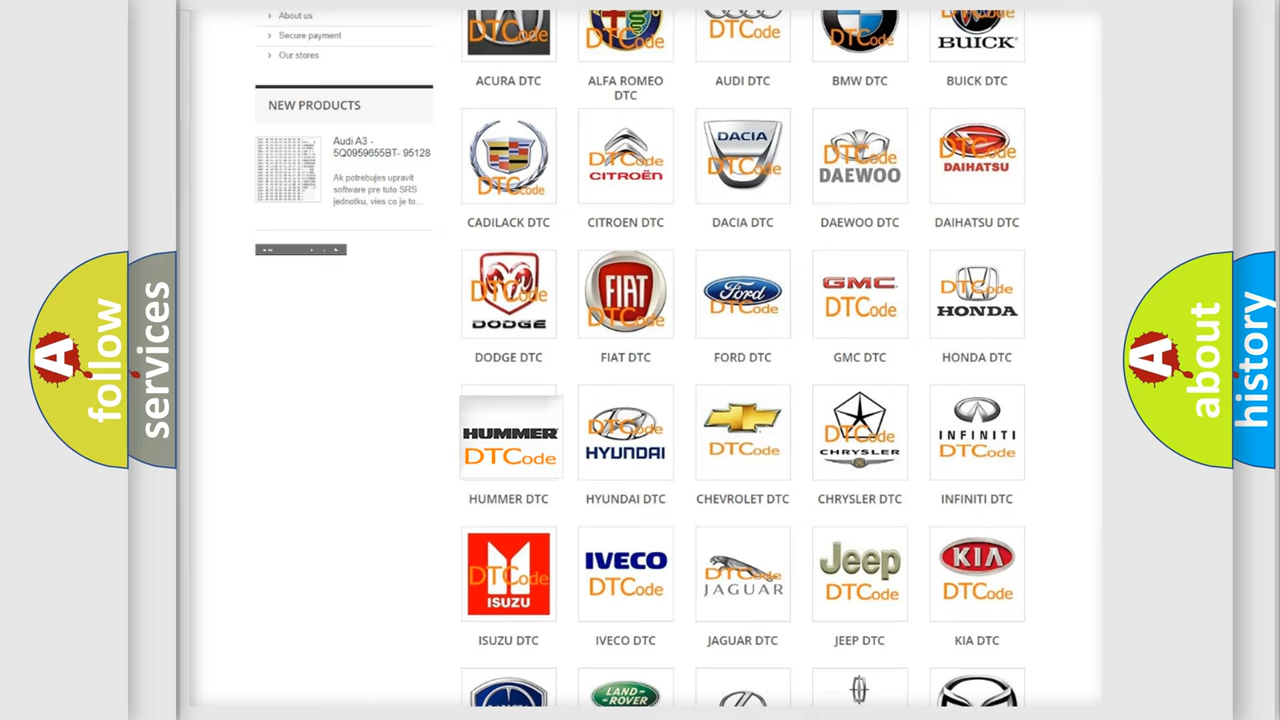 About us
Secure payment
Our stores
NEW PRODUCTS
Audi A3 -
5Q0959655BT- 95128
Ak potrebujes upravit
software pre tuto SRS
jednotku, vies co je to...
DTCode
DTCode
DTCode
DTCode
BUICK
ACURA DTC
ALFA ROMEO
DTC
AUDI DTC
BMW DTC
BUICK DTC
DTCode
DTCode
CITROËN
DACIA
DTCode
DTCode
DAEWOO
DTCode
DAIHATSU
CADILACK DTC
CITROEN DTC
DACIA DTC
DAEWOO DTC
DAIHATSU DTC
DTCode
DODGE
FIAT
DTCode
Ford
DTCode
GMC
DTCode
DTCode
HONDA
DODGE DTC
FIAT DTC
FORD DTC
GMC DTC
HONDA DTC
HUMMER
DTCode
DTCode
HYUNDAI
DTCode
DTCode
CHRYSLER
INFINITI
DTCode
HUMMER DTC
HYUNDAI DTC
CHEVROLET DTC
CHRYSLER DTC
INFINITI DTC
DTCode
ISUZU
IVECO
DTCode
DTCode
JAGUAR
Jeep
DTCode
KIA
DTCode
ISUZU DTC
IVECO DTC
JAGUAR DTC
JEEP DTC
KIA DTC
LAND-
ROVER
A follow
services
A about
history